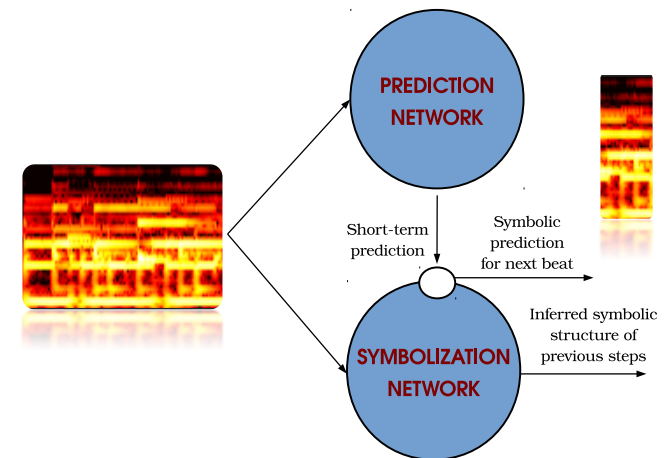 PREDICTION
NETWORK
Short-term
prediction
Symbolic
prediction
for next beat
Inferred symbolic
structure of
previous steps
SYMBOLIZATION
NETWORK